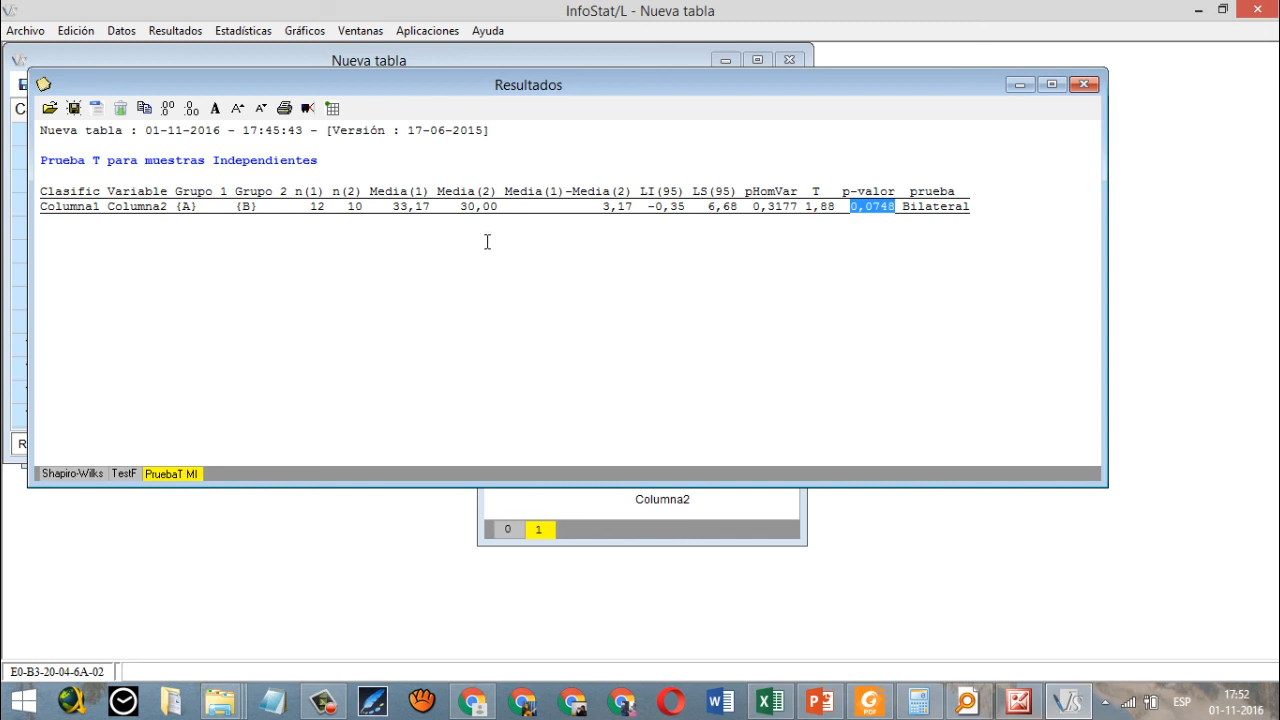 InfoStat/L - Nueva tabla
Archivo Edición Datos Resultados Estadísticas Gráficos Ventanas Aplicaciones Ayuda
Nueva tabla
Resultados
Nueva tabla : 01-11-2016 - 17:45:43 - [Versión : 17-06-2015]
Prueba T para muestras Independientes
Clasific Variable Grupo 1 Grupo 2 n(1) n(2) Media(1) Media(2) Media(1)-Media(2) LI(95) LS(95) pHomVar T p-valor prueba
Columna1 Columna2 {A} {B} 12 10 33,17 30,00 3,17 -0,35 6,68 0,3177 1,88 0,0748 Bilateral
Shapiro-Wilks TestF PruebaT MI
Columna2
0 1
E0-B3-20-04-6A-02
ESP
17:52
01-11-2016